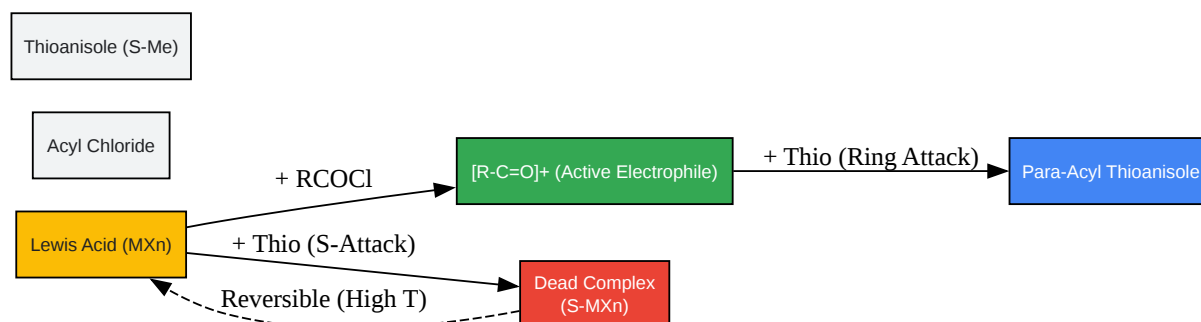 Thioanisole (S-Me)
Acyl Chloride
+ RCOCl
[R-C=O]+ (Active Electrophile)
+ Thio (Ring Attack)
Para-Acyl Thioanisole
Lewis Acid (MXn)
+ Thio (S-Attack)
Dead Complex
(S-MXn)
Reversible (High T)